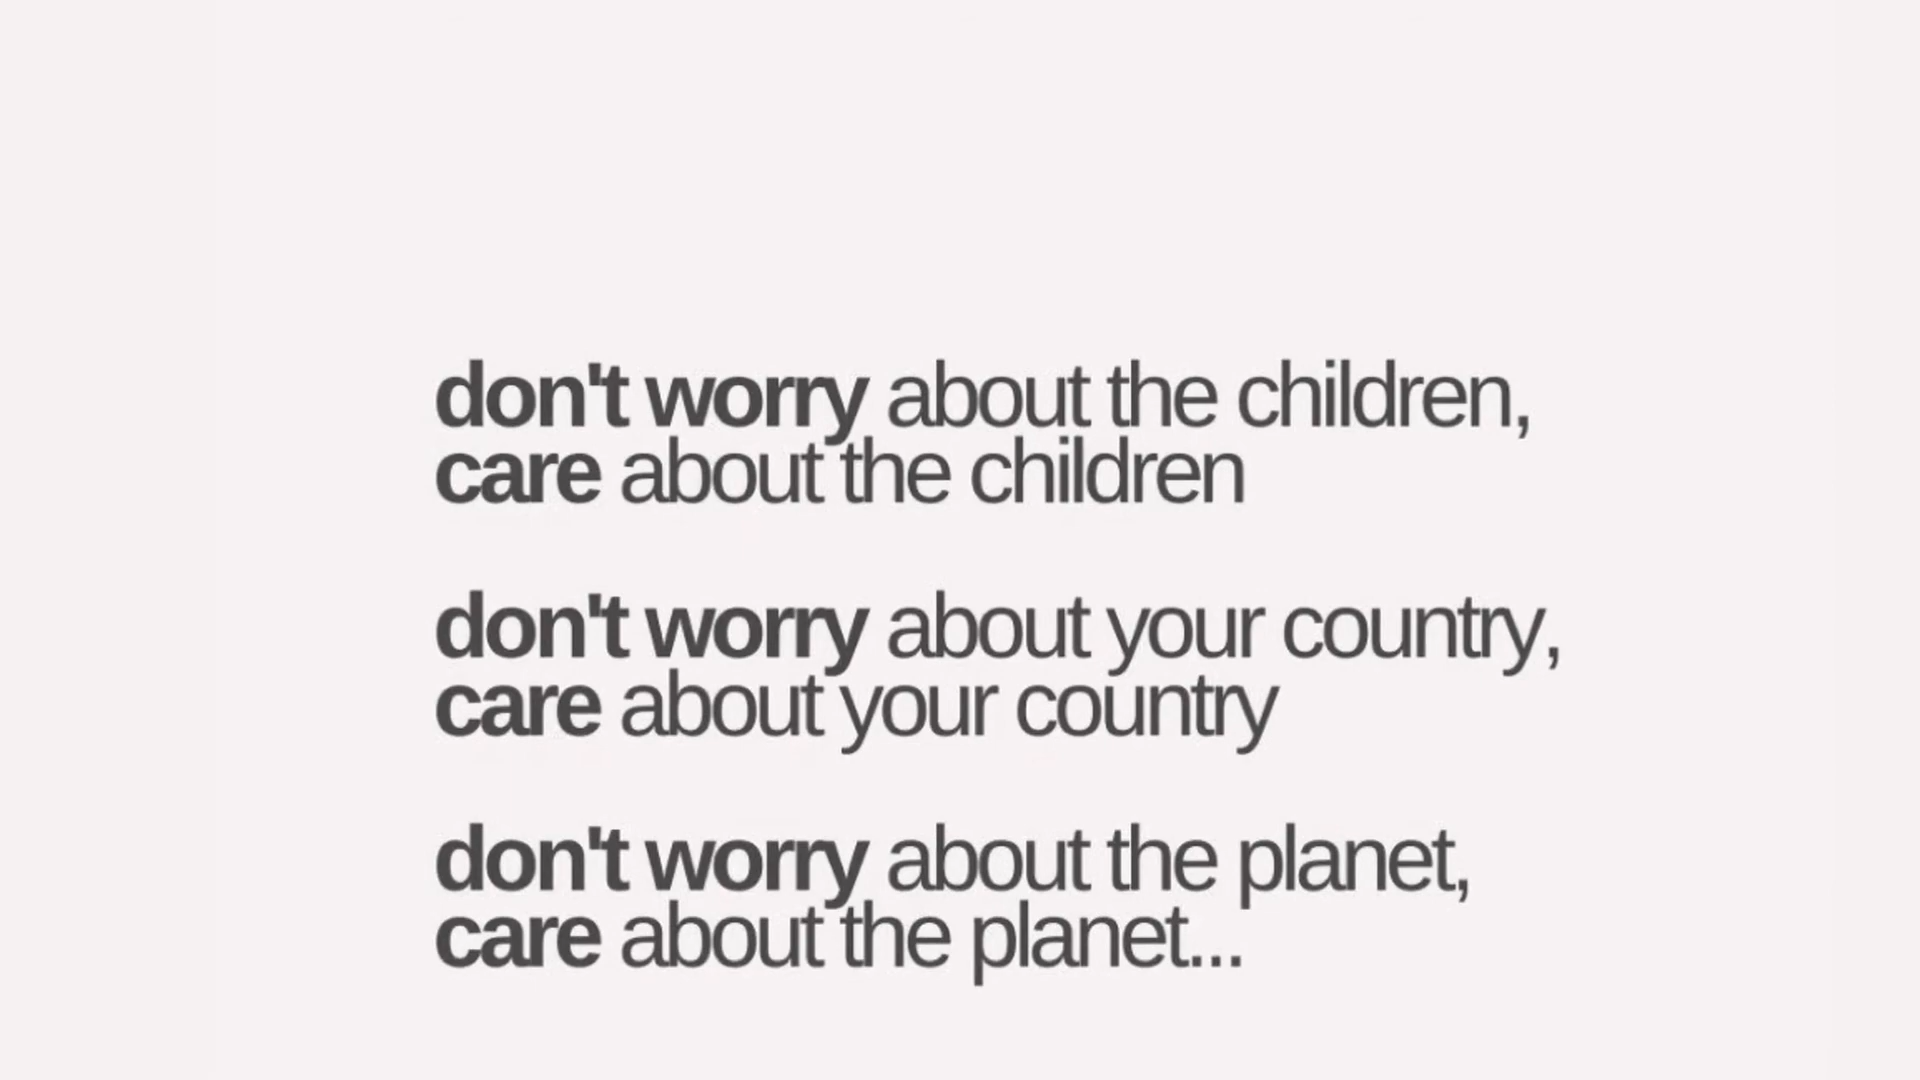 don't worry about the children,
care about the children
don't worry about your country,
care about your country
don't worry about the planet,
care about the planet...